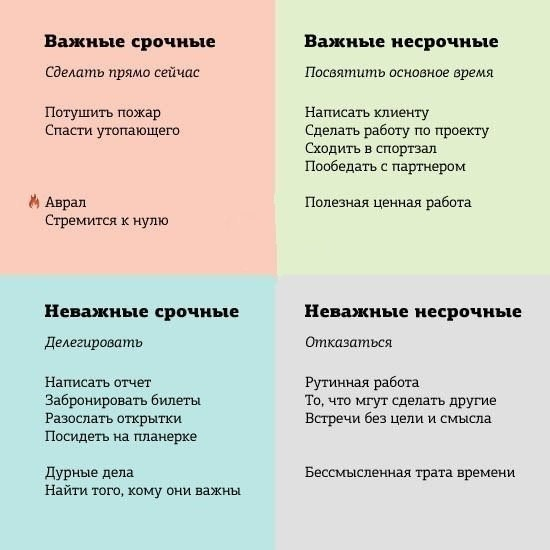 Важные срочные
Сделать прямо сейчас
Потушить пожар
Спасти утопающего
Аврал
Стремится к нулю
Важные несрочные
Посвятить основное время
Написать клиенту
Сделать работу по проекту
Сходить в спортзал
Пообедать с партнером
Полезная ценная работа
Неважные срочные
Делегировать
Написать отчет
Забронировать билеты
Разослать открытки
Посидеть на планерке
Дурные дела
Найти того, кому они важны
Неважные несрочные
Отказаться
Рутинная работа
То, что мгут сделать другие
Встречи без цели и смысла
Бессмысленная трата времени